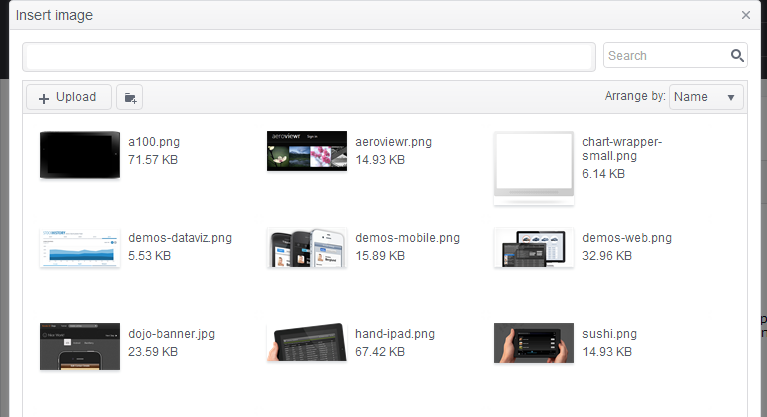 Insert image
Search
Upload
Arrange by: Name
a100.png
71.57 KB
aeroviewr
Sign in
aeroviewr.png
14.93 KB
chart-wrapper-
small.png
6.14 KB
demos-dataviz.png
5.53 KB
demos-mobile.png
15.89 KB
demos-web.png
32.96 KB
dojo-banner.jpg
23.59 KB
hand-ipad.png
67.42 KB
sushi.png
14.93 KB